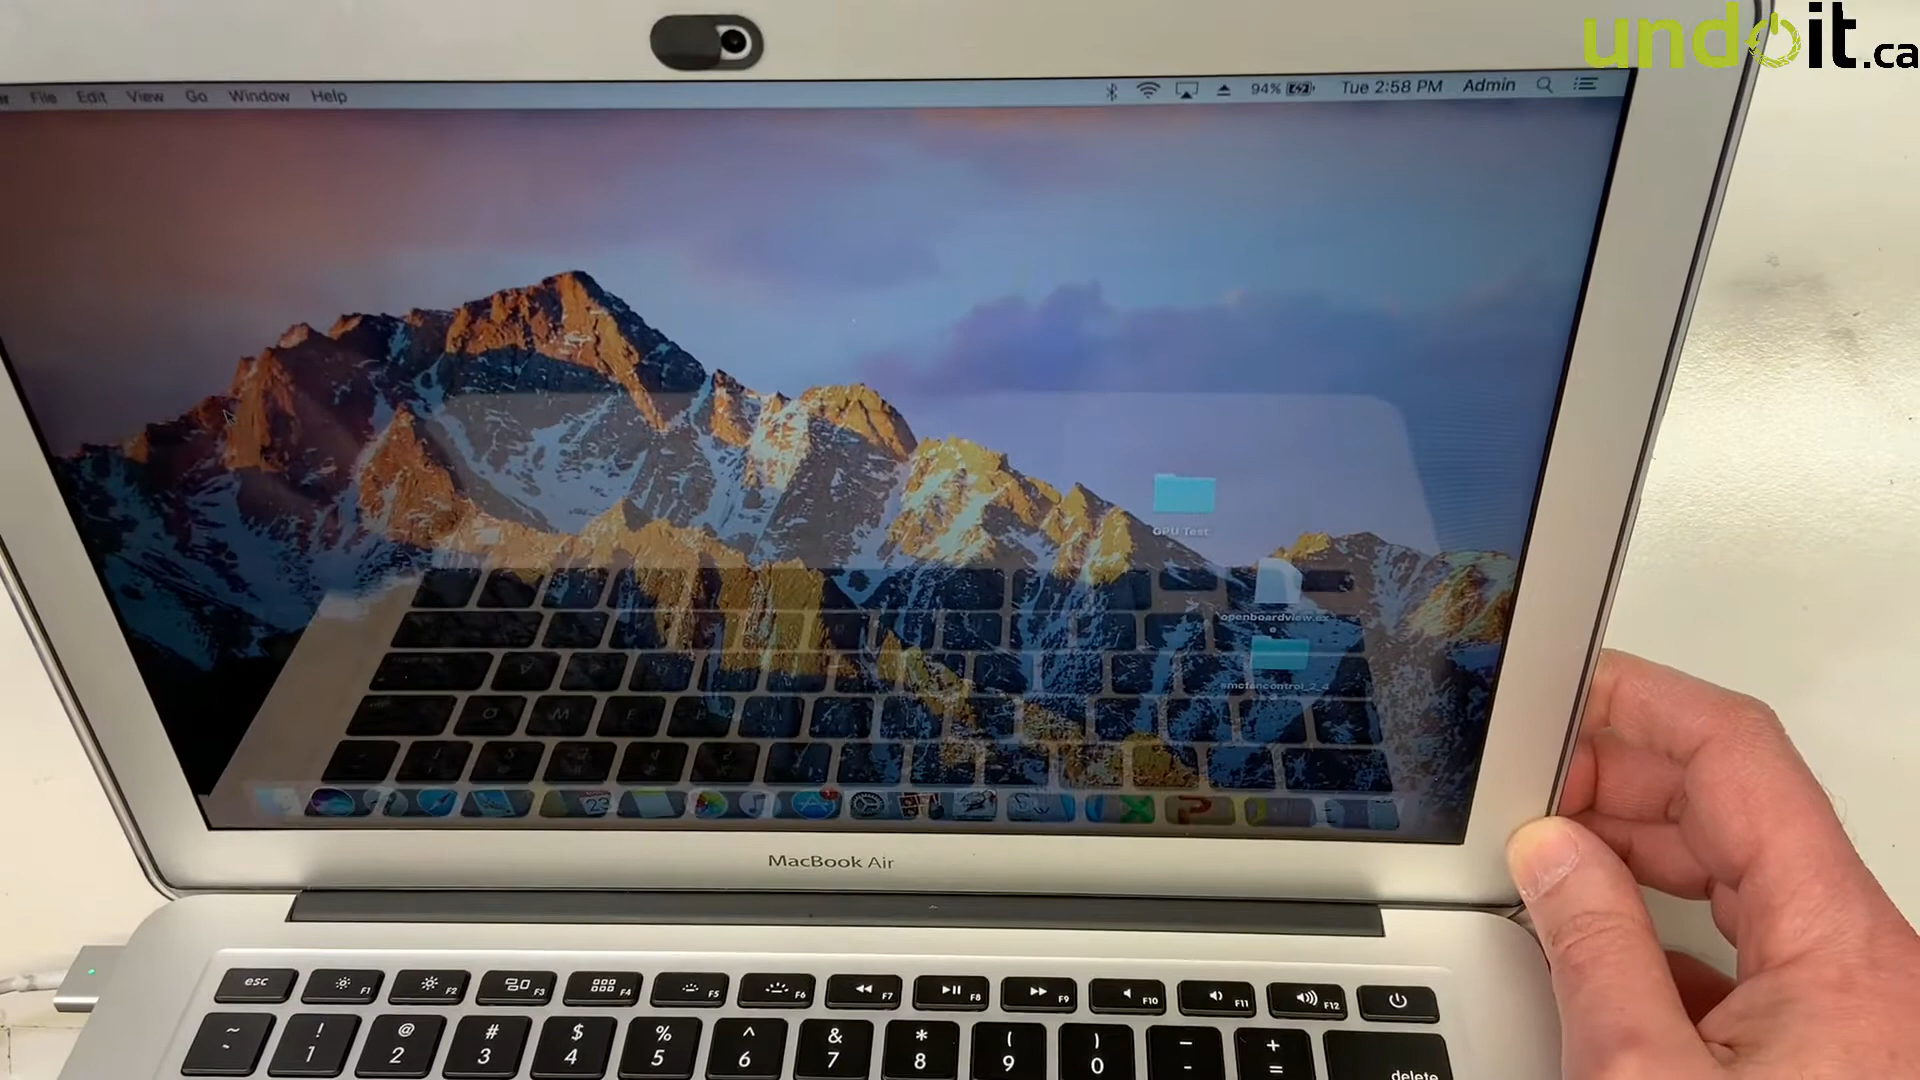 undoit.ca
File Edit View Go Window Help
94% Tue 2:58 PM Admin
GPU Test
openboardview.ex
e
smcfancontrol_2_4
23
MacBook Air
esc F1 F2 F3 F4 F5 F6 F7 F8 F9 F10 F11 F12
~ ! @ # $ % ^ & * ( ) – +
1 2 3 4 5 6 7 8 9 0 - =
delete